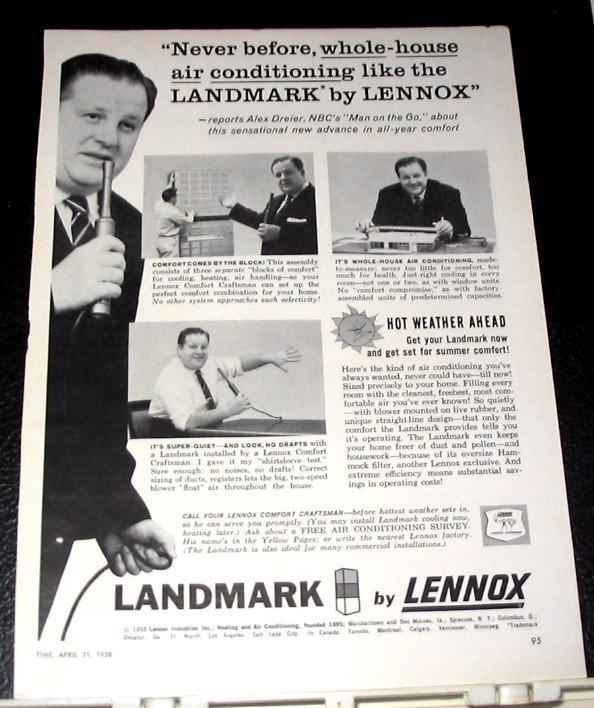 “Never before, whole-house
air conditioning like the
LANDMARK* by LENNOX”
—reports Alex Dreier, NBC's “Man on the Go,” about
this sensational new advance in all-year comfort
COMFORT COMES BY THE BLOCK! This assembly
consists of three separate “blocks of comfort”
for cooling, heating, air handling—so your
Lennox Comfort Craftsman can set up the
perfect comfort combination for your home.
No other system approaches such selectivity!
IT'S WHOLE-HOUSE AIR CONDITIONING, made-
to-measure; never too little for comfort, too
much for health. Just-right cooling in every
room—not one or two, as with window units.
No “comfort compromise,” as with factory-
assembled units of predetermined capacities.
IT'S SUPER-QUIET—AND LOOK, NO DRAFTS with
a Landmark installed by a Lennox Comfort
Craftsman. I gave it my “shirtsleeve test.”
Sure enough: no noises, no drafts! Correct
sizing of ducts, registers lets the big, two-speed
blower “float” air throughout the house.
HOT WEATHER AHEAD
Get your Landmark now
and get set for summer comfort!
Here's the kind of air conditioning you've
always wanted, never could have—till now!
Sized precisely to your home. Filling every
room with the cleanest, freshest, most com-
fortable air you've ever known! So quietly
—with blower mounted on live rubber, and
unique straight-line design—that only the
comfort the Landmark provides tells you
it's operating. The Landmark even keeps
your home free of dust and pollen—and
housework—because of its oversize Ham-
mock filter, another Lennox exclusive. And
extreme efficiency means substantial sav-
ings in operating costs!
CALL YOUR LENNOX COMFORT CRAFTSMAN—before hottest weather sets in,
so he can serve you promptly. (You may install Landmark cooling now,
heating later.) Ask about a FREE AIR CONDITIONING SURVEY.
His name's in the Yellow Pages; or write the nearest Lennox factory.
(The Landmark is also ideal for many commercial installations.)
LENNOX
LANDMARK by LENNOX
© 1958 Lennox Industries Inc., Heating and Air Conditioning, founded 1895; Marshalltown and Des Moines, Ia.; Syracuse, N. Y.; Columbus, O.;
Decatur, Ga. Ft. Worth, Los Angeles, Salt Lake City. In Canada: Toronto, Montreal, Calgary, Vancouver, Winnipeg. *Trademark
TIME, APRIL 21, 1958
95